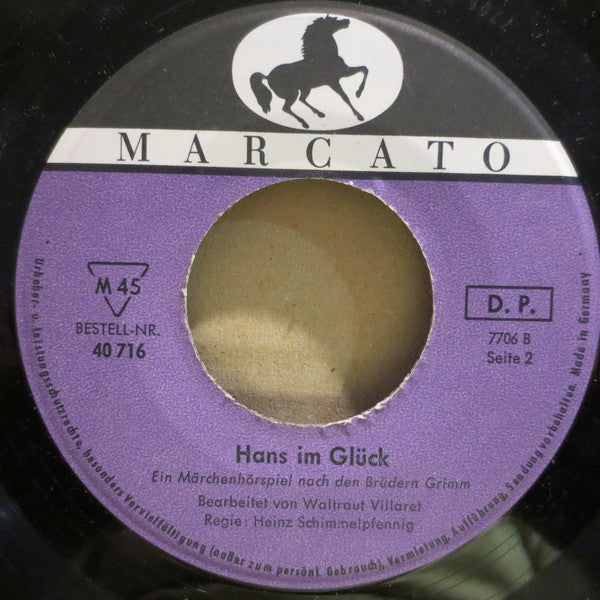 MARCATO
M 45
BESTELL-NR.
40 716
D. P.
7706 B
Seite 2
Hans im Glück
Ein Märchenhörspiel nach den Brüdern Grimm
Bearbeitet von Waltraut Villaret
Regie: Heinz Schimmelpfennig
Urheber- u. Leistungsschutzrechte, besonders Vervielfältigung (außer zum persönl. Gebrauch), Vermietung, Aufführung, Sendung vorbehalten. Made in Germany